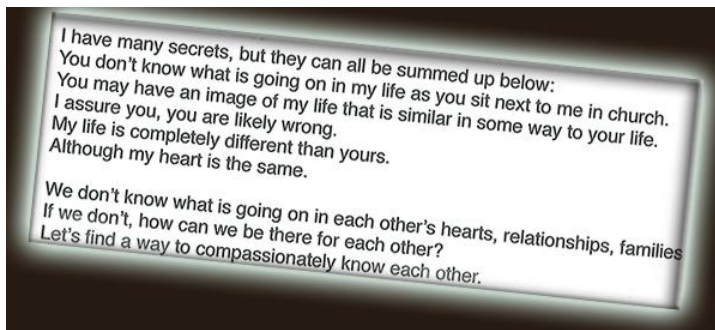 I have many secrets, but they can all be summed up below:
You don't know what is going on in my life as you sit next to me in church.
You may have an image of my life that is similar in some way to your life.
I assure you, you are likely wrong.
My life is completely different than yours.
Although my heart is the same.
We don't know what is going on in each other's hearts, relationships, families
If we don't, how can we be there for each other?
Let's find a way to compassionately know each other.